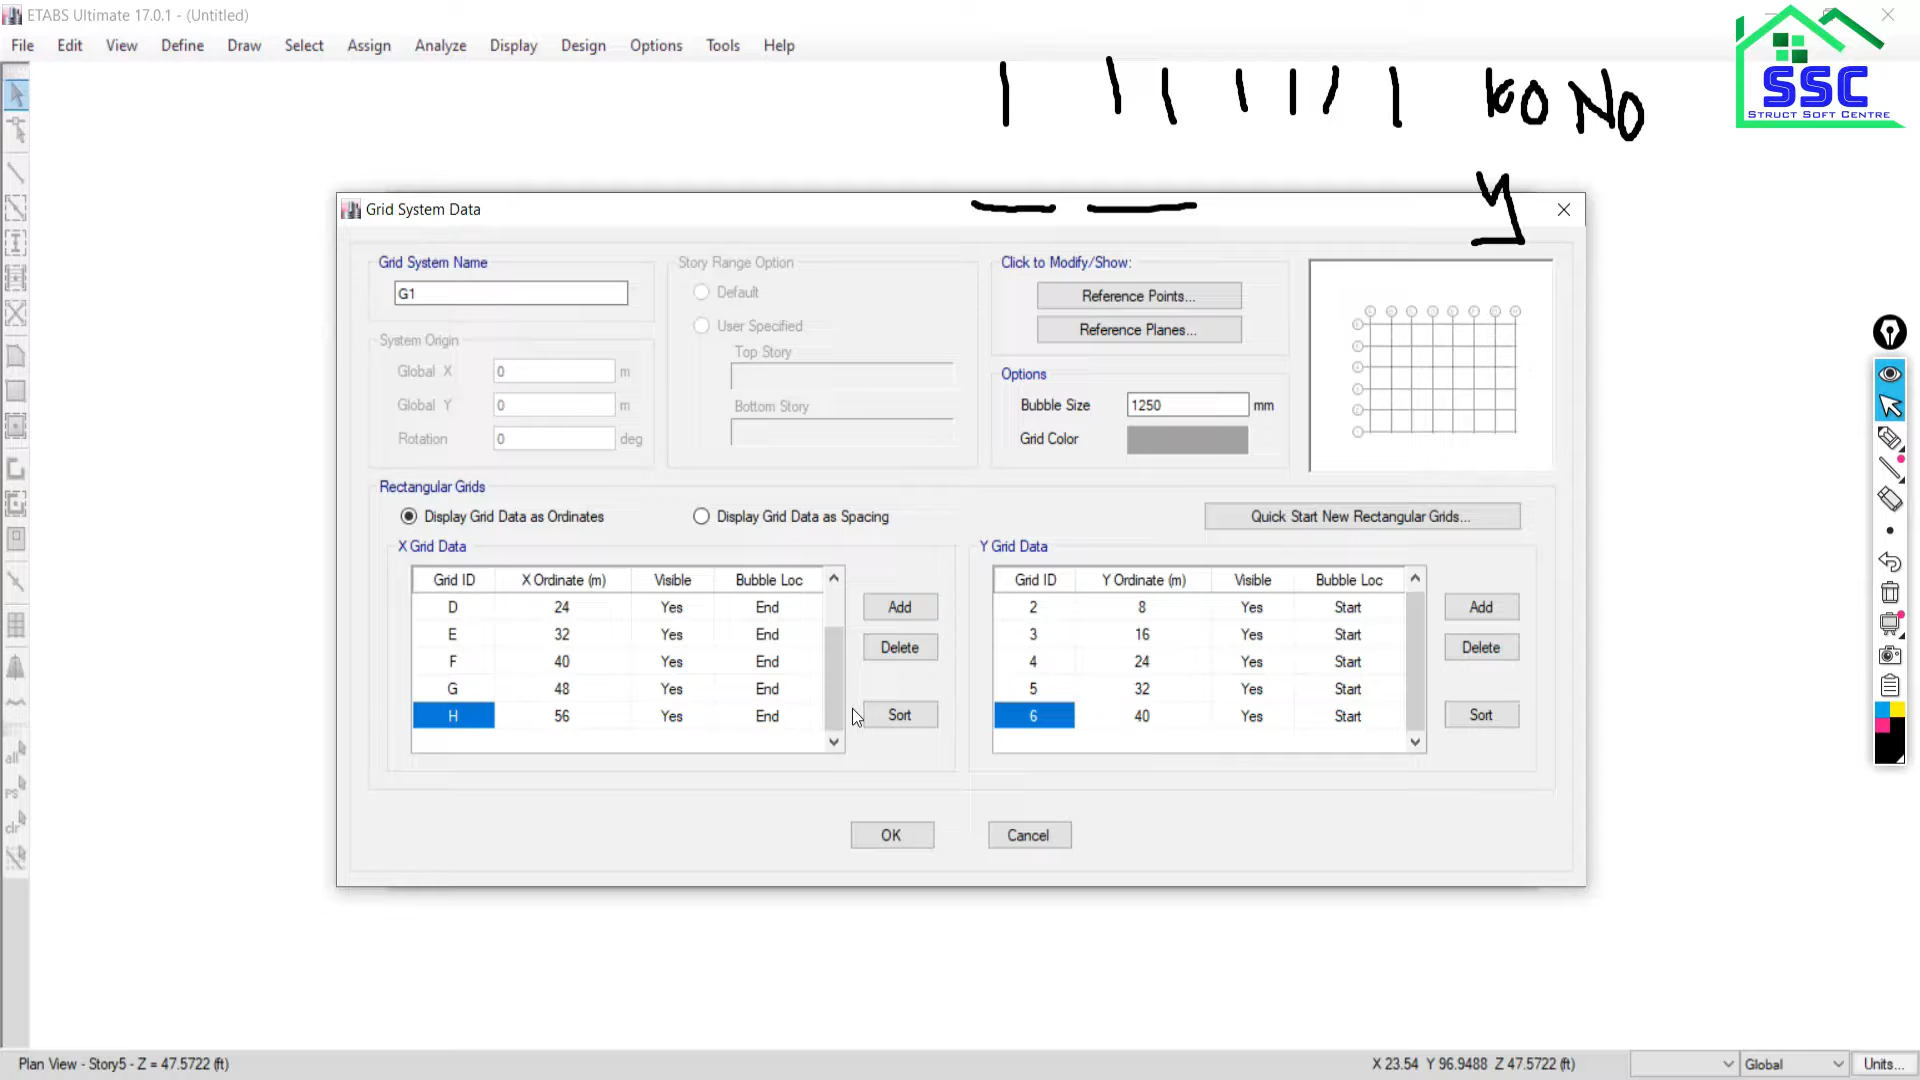 ETABS Ultimate 17.0.1 - (Untitled)
File Edit View Define Draw Select Assign Analyze Display Design Options Tools Help
KO NO
SSC
STRUCT SOFT CENTRE
y
Grid System Data
Grid System Name
G1
System Origin
Global X 0 m
Global Y 0 m
Rotation 0 deg
Story Range Option
Default
User Specified
Top Story
Bottom Story
Click to Modify/Show:
Reference Points...
Reference Planes...
Options
Bubble Size 1250 mm
Grid Color
Rectangular Grids
Display Grid Data as Ordinates
Display Grid Data as Spacing
Quick Start New Rectangular Grids...
X Grid Data
Grid ID X Ordinate (m) Visible Bubble Loc
D 24 Yes End
E 32 Yes End
F 40 Yes End
G 48 Yes End
H 56 Yes End
Add
Delete
Sort
Y Grid Data
Grid ID Y Ordinate (m) Visible Bubble Loc
2 8 Yes Start
3 16 Yes Start
4 24 Yes Start
5 32 Yes Start
6 40 Yes Start
Add
Delete
Sort
OK
Cancel
all
PS
clr
Plan View - Story5 - Z = 47.5722 (ft)
X 23.54 Y 96.9488 Z 47.5722 (ft)
Global
Units...